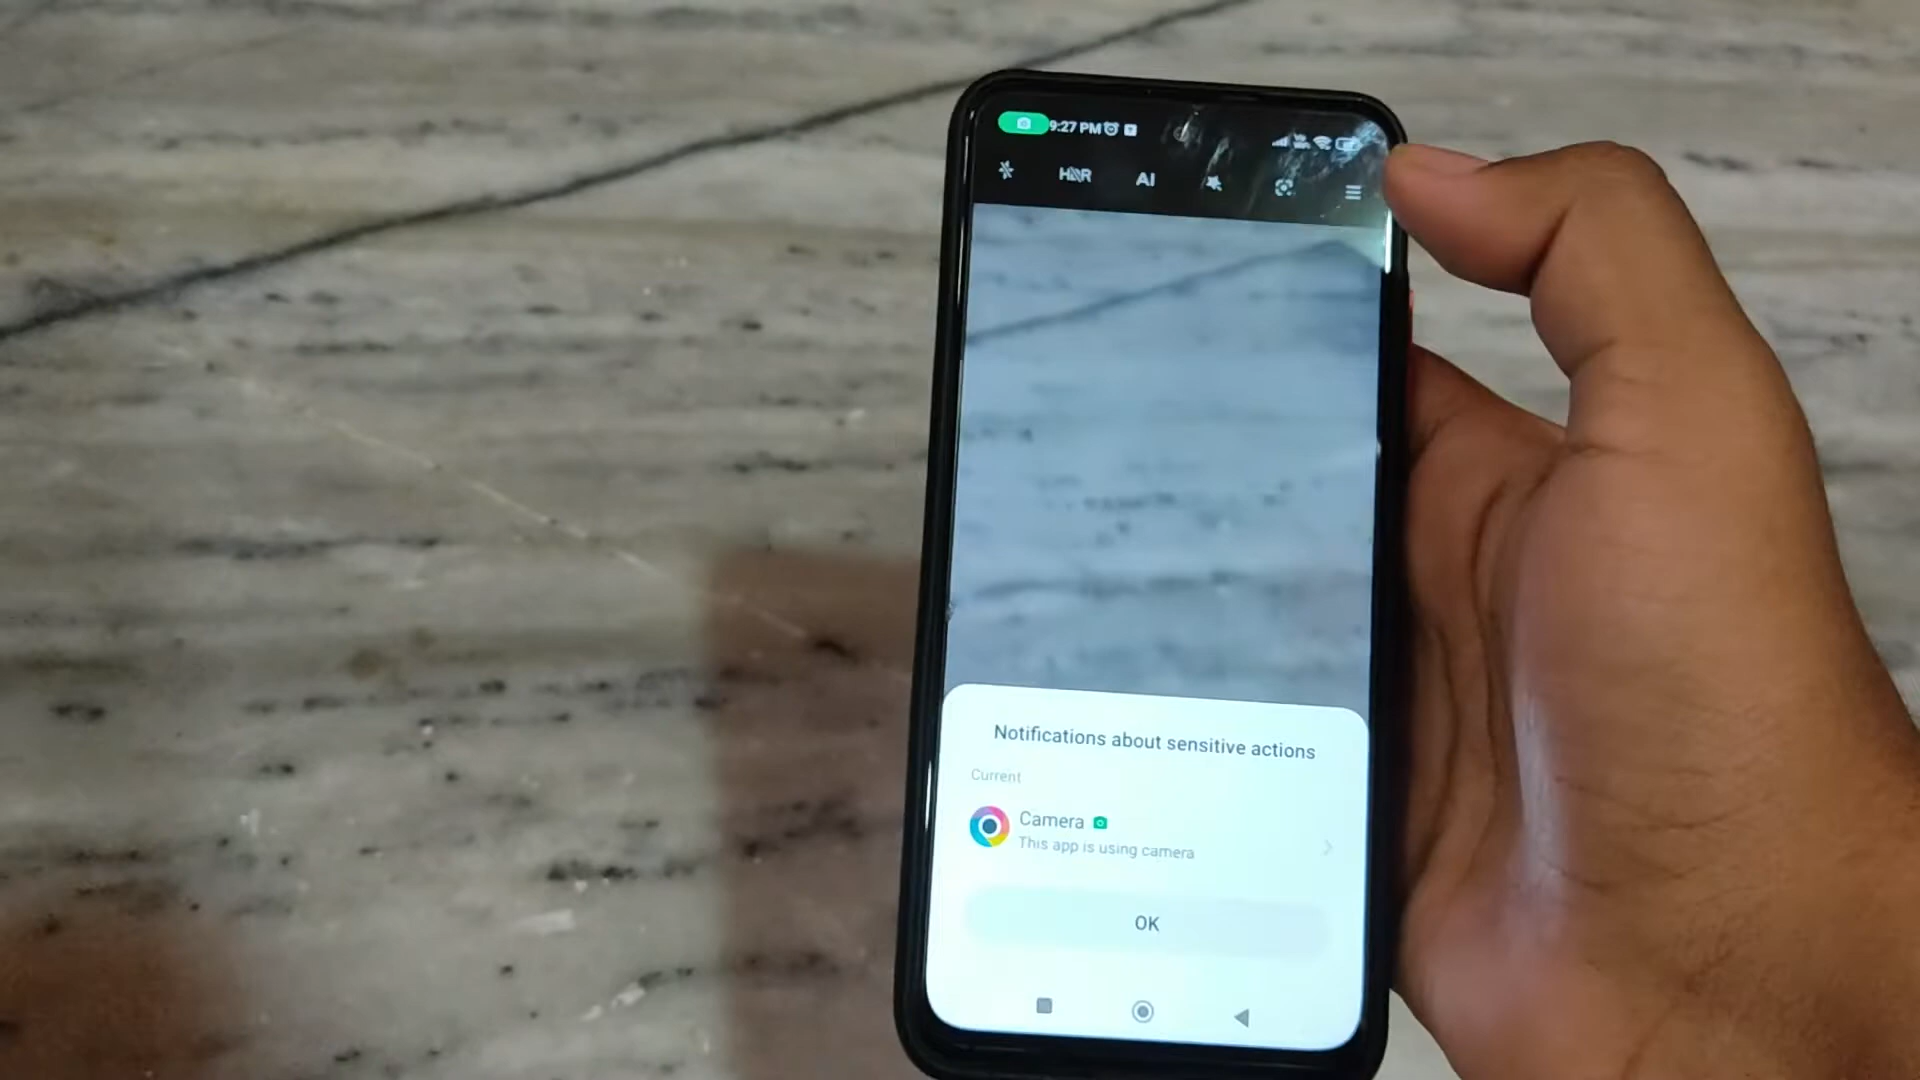 9:27 PM
HDR AI
Notifications about sensitive actions
Current
Camera
This app is using camera
OK